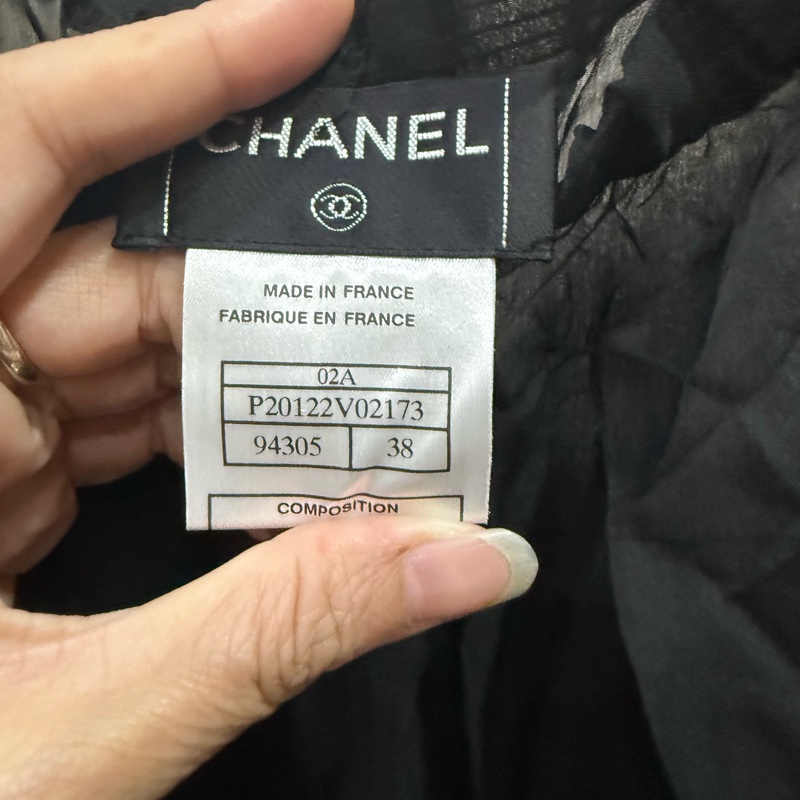 CHANEL
MADE IN FRANCE
FABRIQUE EN FRANCE
02A
P20122V02173
94305 38
COMPOSITION